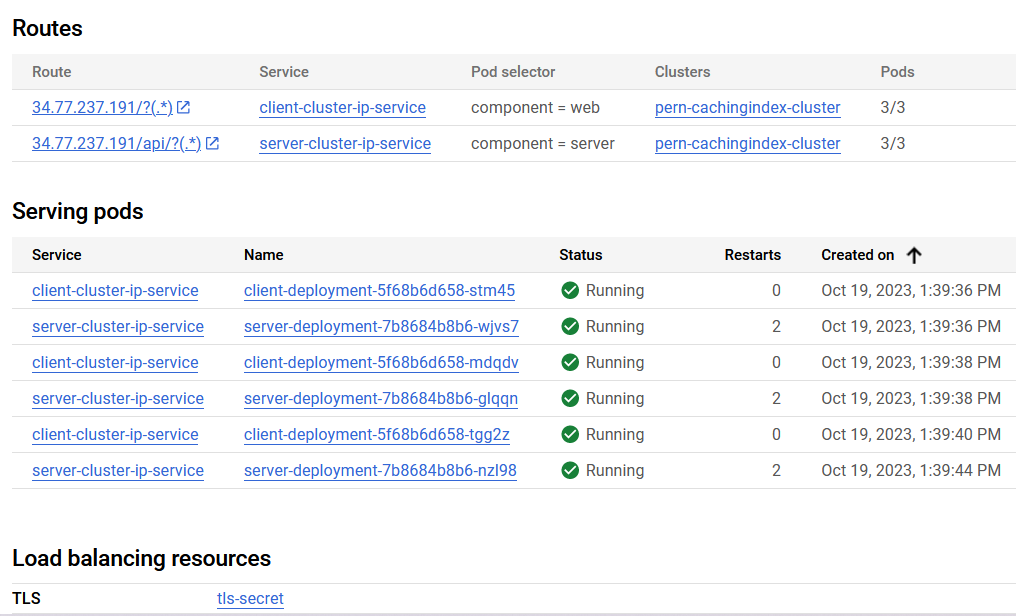 Routes
Route Service Pod selector Clusters Pods
34.77.237.191/?(.*) client-cluster-ip-service component = web pern-cachingindex-cluster 3/3
34.77.237.191/api/?(.*) server-cluster-ip-service component = server pern-cachingindex-cluster 3/3
Serving pods
Service Name Status Restarts Created on
client-cluster-ip-service client-deployment-5f68b6d658-stm45 Running 0 Oct 19, 2023, 1:39:36 PM
server-cluster-ip-service server-deployment-7b8684b8b6-wjvs7 Running 2 Oct 19, 2023, 1:39:36 PM
client-cluster-ip-service client-deployment-5f68b6d658-mdqdv Running 0 Oct 19, 2023, 1:39:38 PM
server-cluster-ip-service server-deployment-7b8684b8b6-glqqn Running 2 Oct 19, 2023, 1:39:38 PM
client-cluster-ip-service client-deployment-5f68b6d658-tgg2z Running 0 Oct 19, 2023, 1:39:40 PM
server-cluster-ip-service server-deployment-7b8684b8b6-nzl98 Running 2 Oct 19, 2023, 1:39:44 PM
Load balancing resources
TLS tls-secret